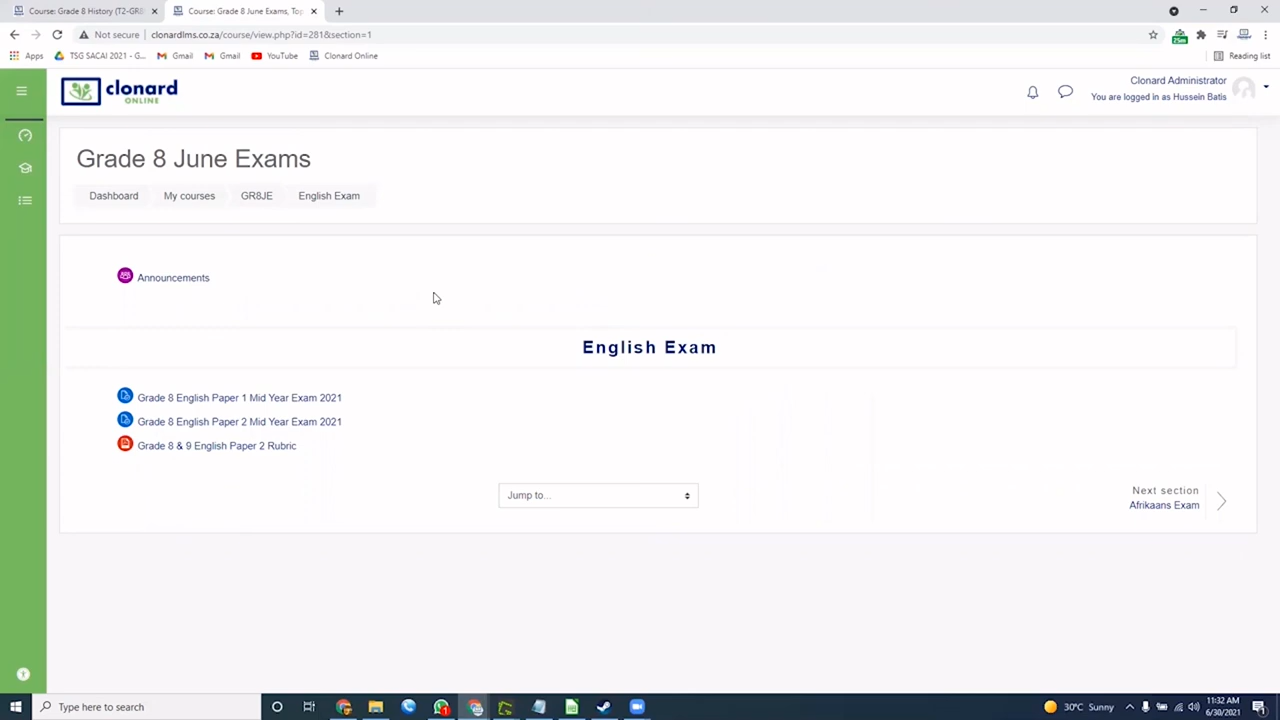 Course: Grade 8 History (T2-GR8
Course: Grade 8 June Exams, Top
Not secure
clonardlms.co.za/course/view.php?id=281&section=1
Apps
TSG SACAI 2021 - G...
Gmail
Gmail
YouTube
Clonard Online
Reading list
clonard
ONLINE
Clonard Administrator
You are logged in as Hussein Batis
Grade 8 June Exams
Dashboard
My courses
GR8JE
English Exam
Announcements
English Exam
Grade 8 English Paper 1 Mid Year Exam 2021
Grade 8 English Paper 2 Mid Year Exam 2021
Grade 8 & 9 English Paper 2 Rubric
Jump to...
Next section
Afrikaans Exam
Type here to search
30°C Sunny
11:32 AM
6/30/2021